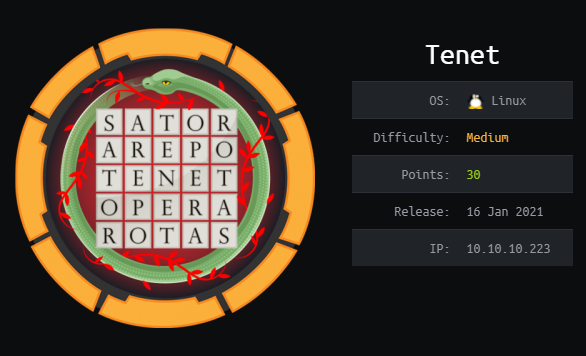 SATOR
AREPO
TENET
OPERA
ROTAS
Tenet
OS: Linux
Difficulty: Medium
Points: 30
Release: 16 Jan 2021
IP: 10.10.10.223